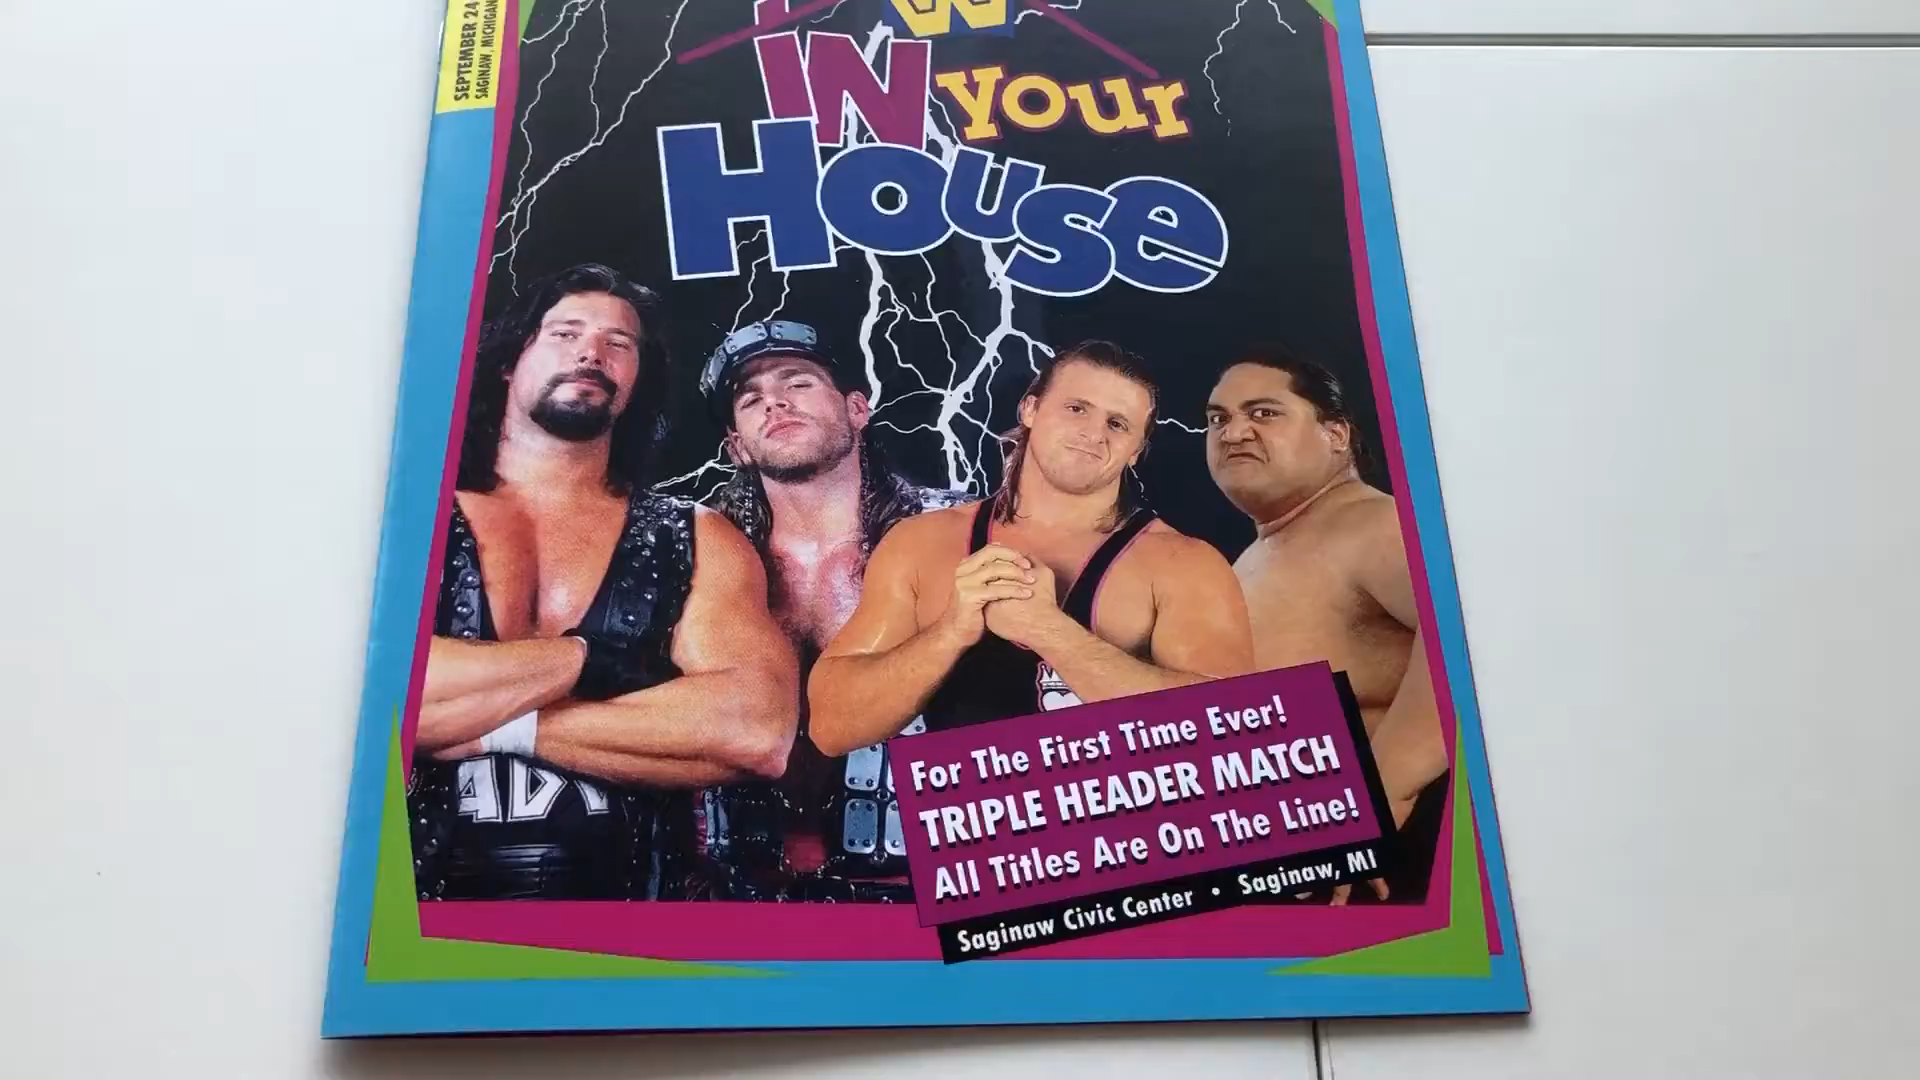 SEPTEMBER 24
SAGINAW, MICHIGAN
W
IN your
House
For The First Time Ever!
TRIPLE HEADER MATCH
All Titles Are On The Line!
Saginaw Civic Center • Saginaw, MI